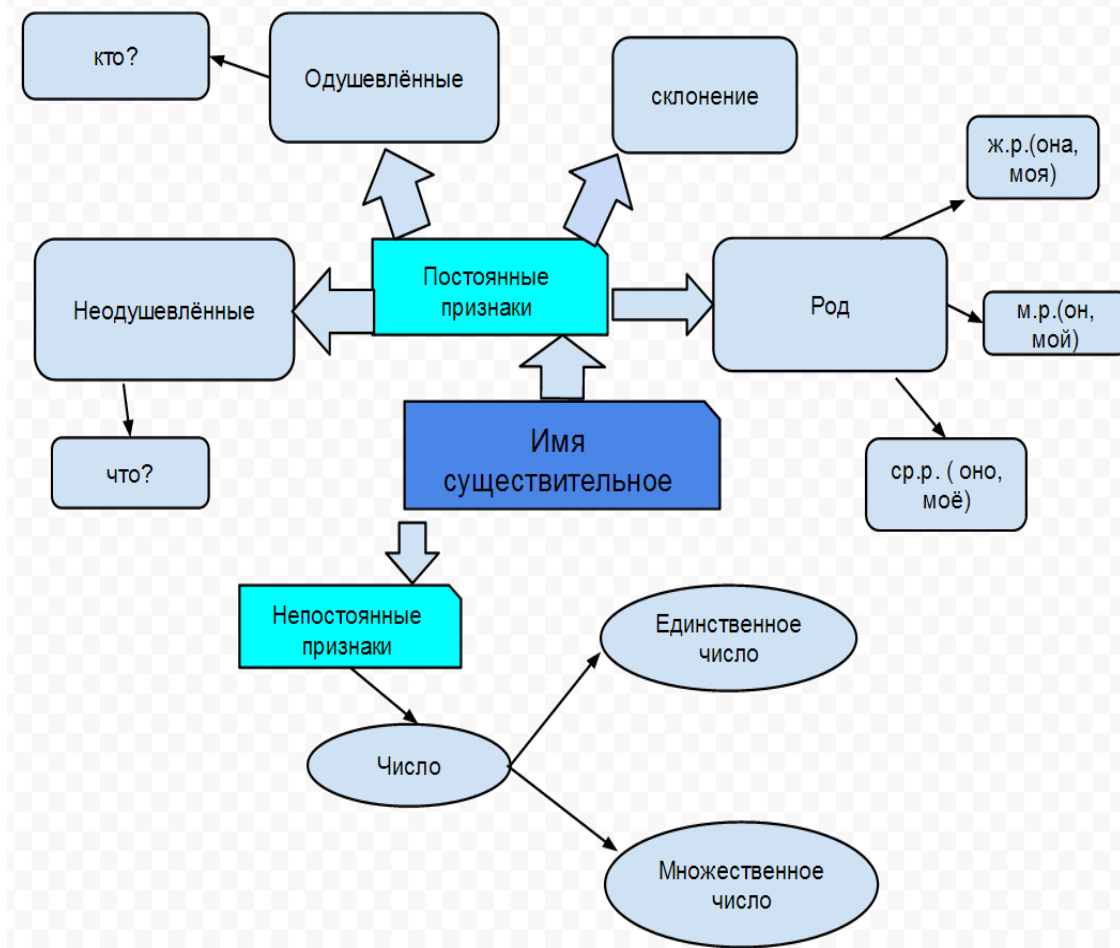 кто?
Одушевлённые
склонение
ж.р.(она,
моя)
Постоянные
признаки
Неодушевлённые
Род
м.р.(он,
мой)
Имя
существительное
что?
ср.р. ( оно,
моё)
Непостоянные
признаки
Единственное
число
Число
Множественное
число